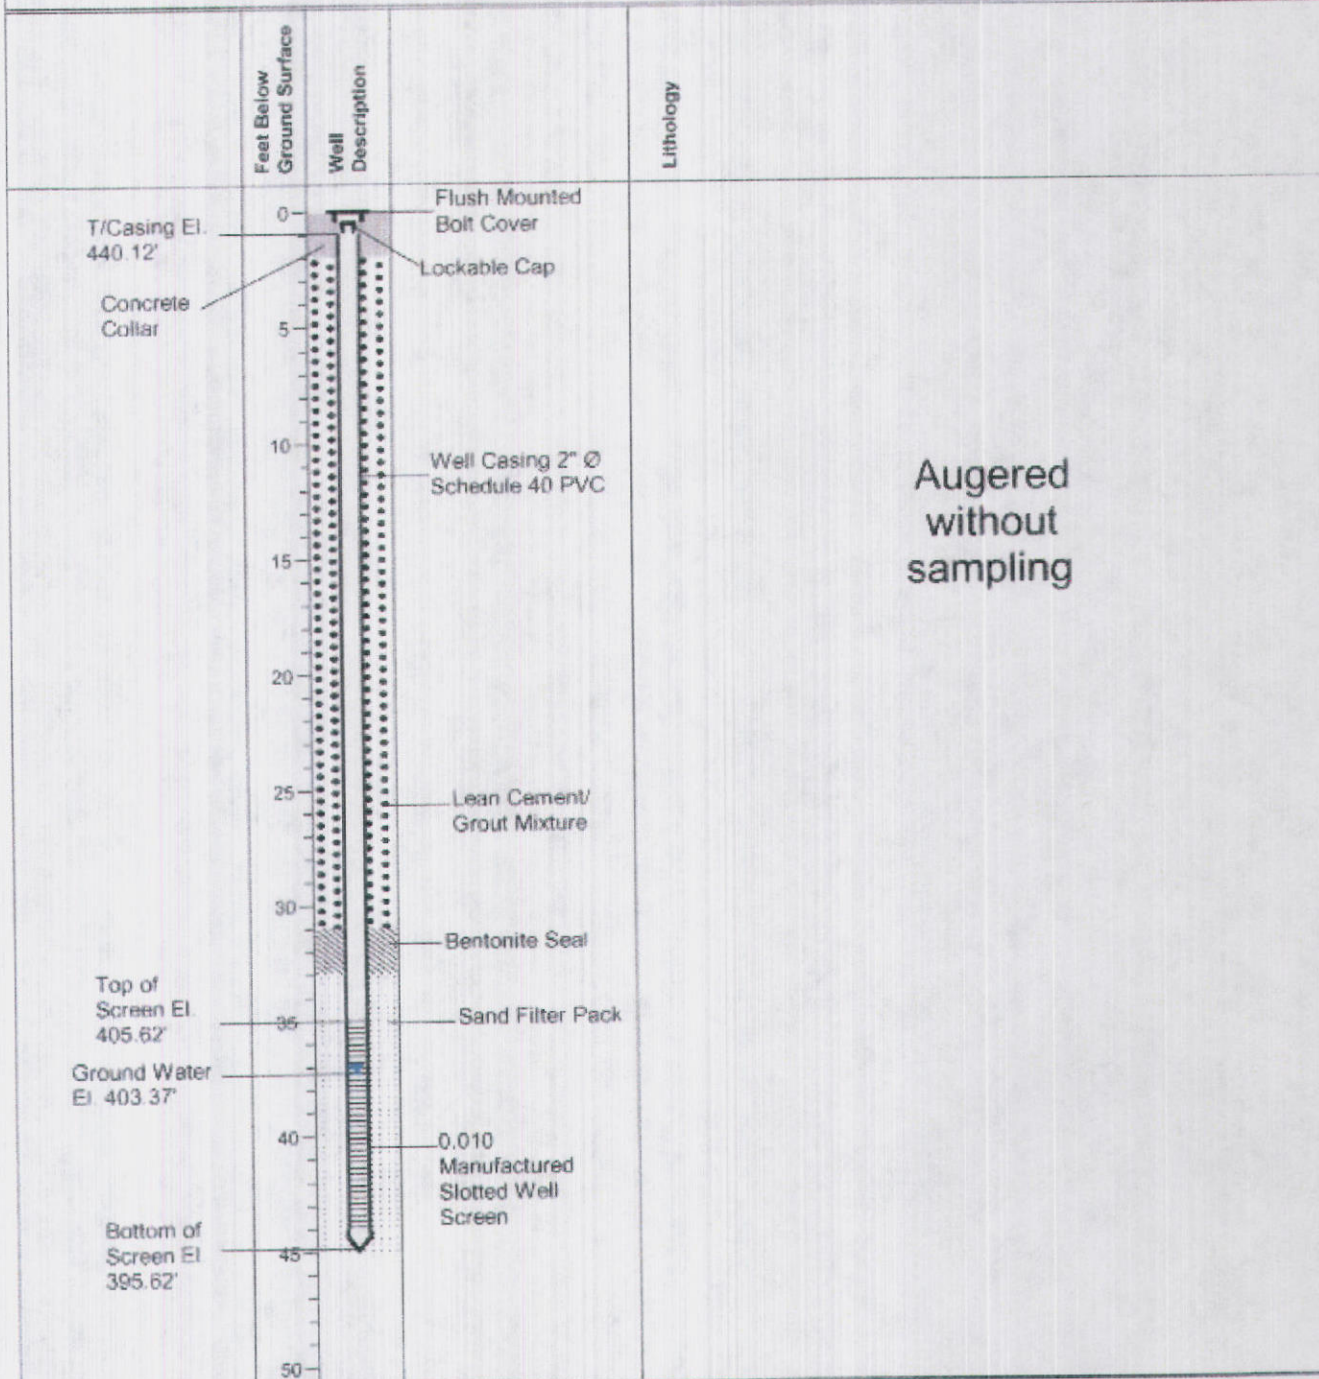 Feet Below
Ground Surface
Well
Description
Lithology
0
5
10
15
20
25
30
35
40
45
50
T/Casing El.
440.12'
Concrete
Collar
Top of
Screen El.
405.62'
Ground Water
El. 403.37'
Bottom of
Screen El
395.62'
Flush Mounted
Bolt Cover
Lockable Cap
Well Casing 2" Ø
Schedule 40 PVC
Lean Cement/
Grout Mixture
Bentonite Seal
Sand Filter Pack
0.010
Manufactured
Slotted Well
Screen
Augered
without
sampling